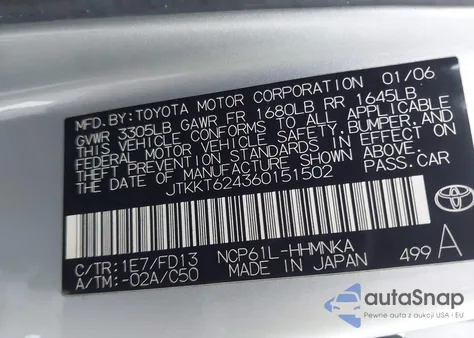 MFD. BY: TOYOTA MOTOR CORPORATION 01/06
GVWR 3305LB GAWR FR 1680LB RR 1645LB
THIS VEHICLE CONFORMS TO ALL APPLICABLE
FEDERAL MOTOR VEHICLE SAFETY, BUMPER, AND
THEFT PREVENTION STANDARDS IN EFFECT ON
THE DATE OF MANUFACTURE SHOWN ABOVE.
JTKKT624360151502 PASS. CAR
TOYOTA
C/TR: 1E7/FD13 NCP61L-HHMNKA
A/TM: -02A/C50 MADE IN JAPAN 499 A
autoSnap
Pewne auta z aukcji USA i EU